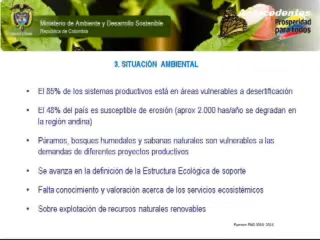 Antecedentes
Ministerio de Ambiente y Desarrollo Sostenible
República de Colombia
Prosperidad
para todos
3. SITUACIÓN AMBIENTAL
• El 85% de los sistemas productivos está en áreas vulnerables a desertificación
• El 48% del país es susceptible de erosión (aprox 2.000 has/año se degradan en
la región andina)
• Páramos, bosques humedales y sabanas naturales son vulnerables a las
demandas de diferentes proyectos productivos
• Se avanza en la definición de la Estructura Ecológica de soporte
• Falta conocimiento y valoración acerca de los servicios ecosistémicos
• Sobre explotación de recursos naturales renovables